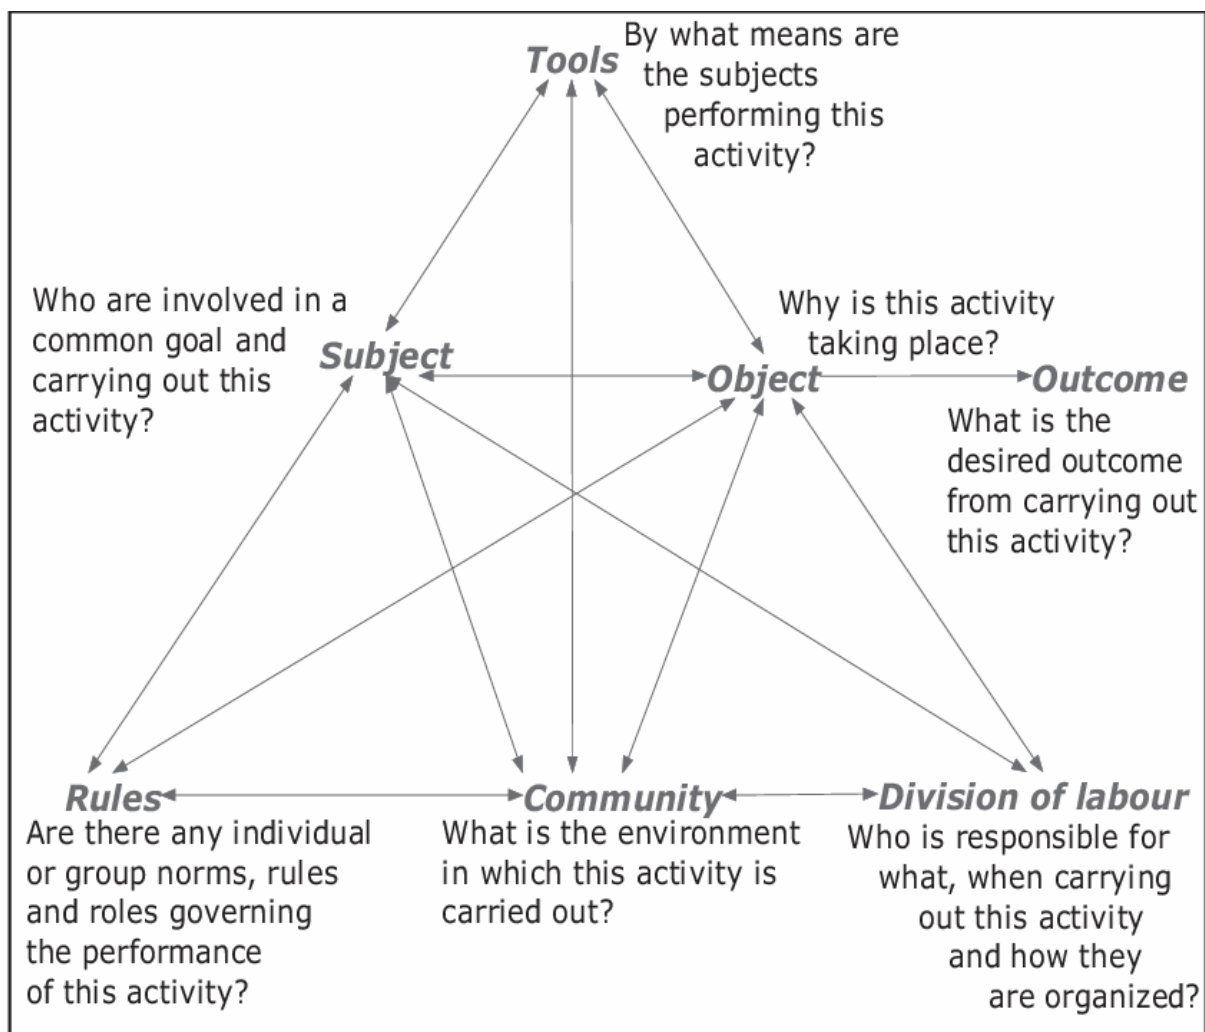 Tools
By what means are
the subjects
performing this
activity?
Who are involved in a
common goal and
carrying out this
activity?
Subject
Why is this activity
taking place?
Object
Outcome
What is the
desired outcome
from carrying out
this activity?
Rules
Are there any individual
or group norms, rules
and roles governing
the performance
of this activity?
Community
What is the environment
in which this activity is
carried out?
Division of labour
Who is responsible for
what, when carrying
out this activity
and how they
are organized?